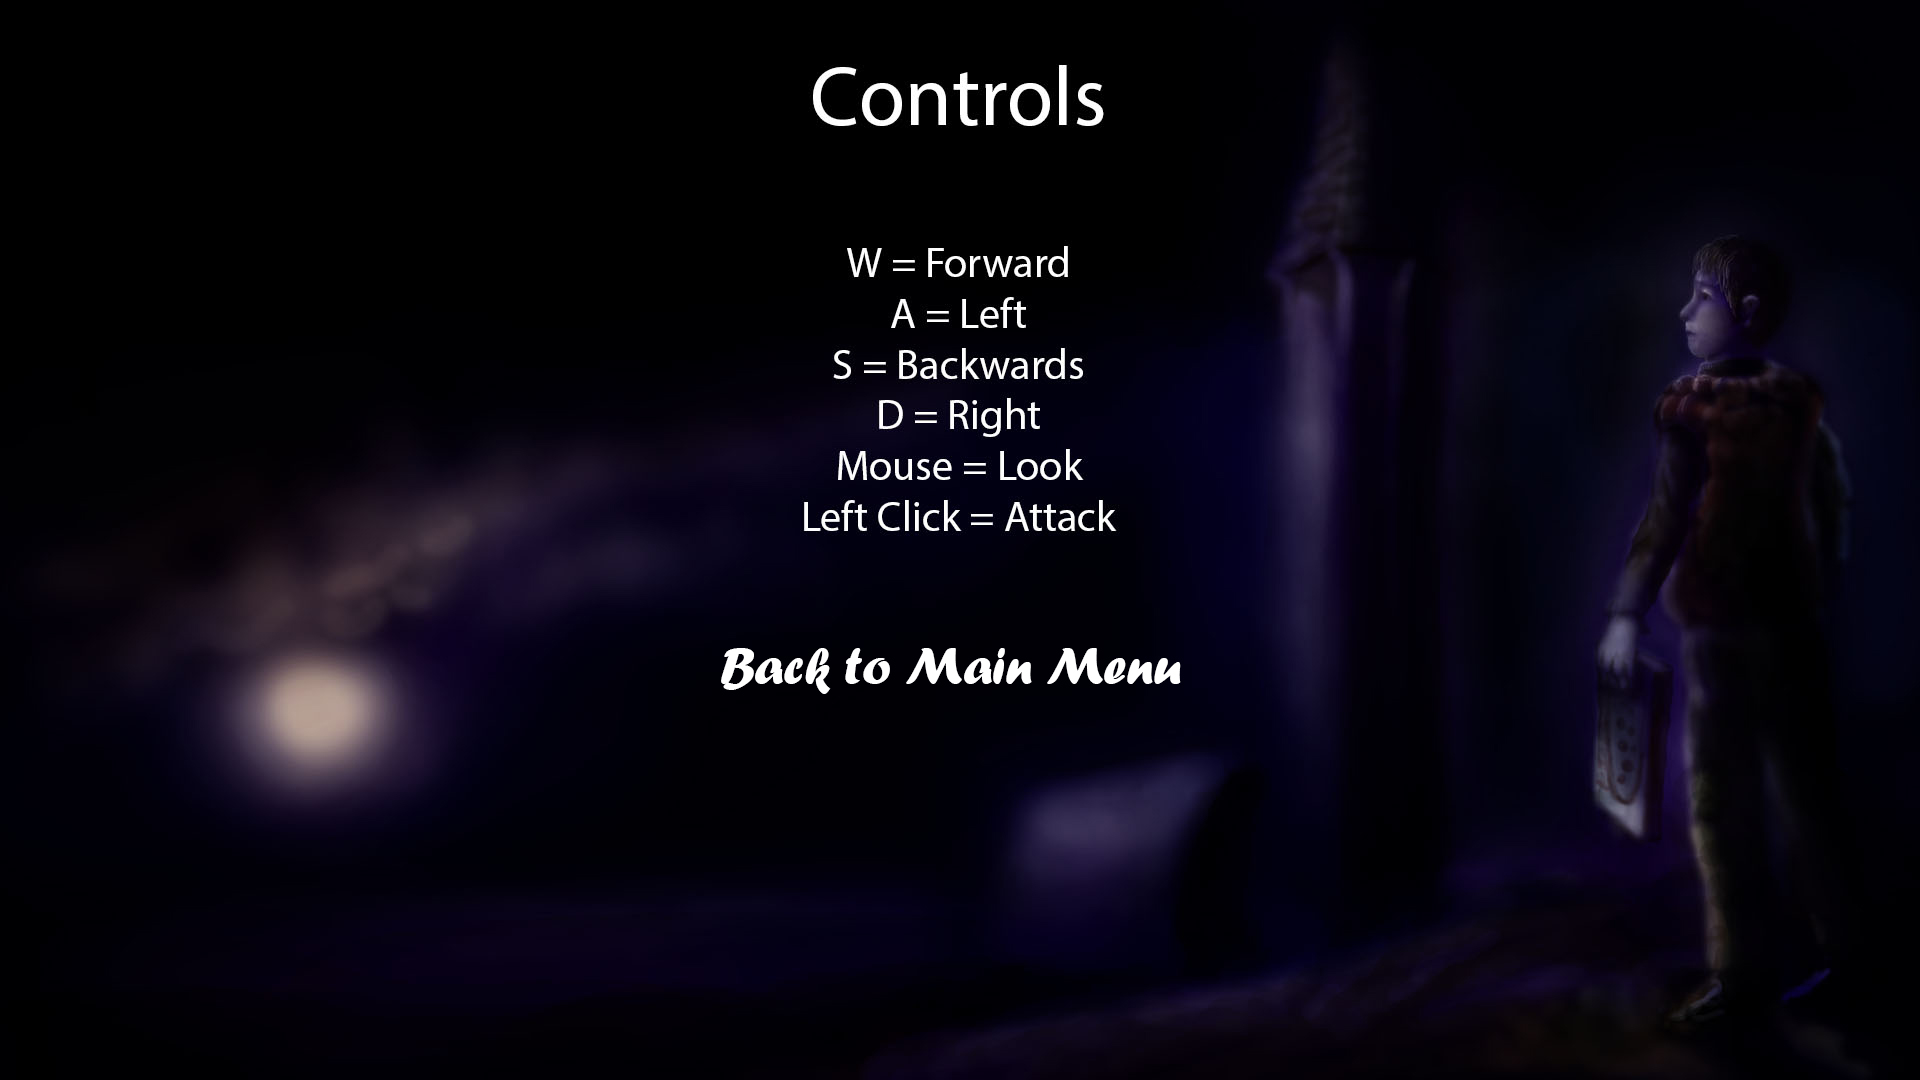 Controls
W = Forward
A = Left
S = Backwards
D = Right
Mouse = Look
Left Click = Attack
Back to Main Menu